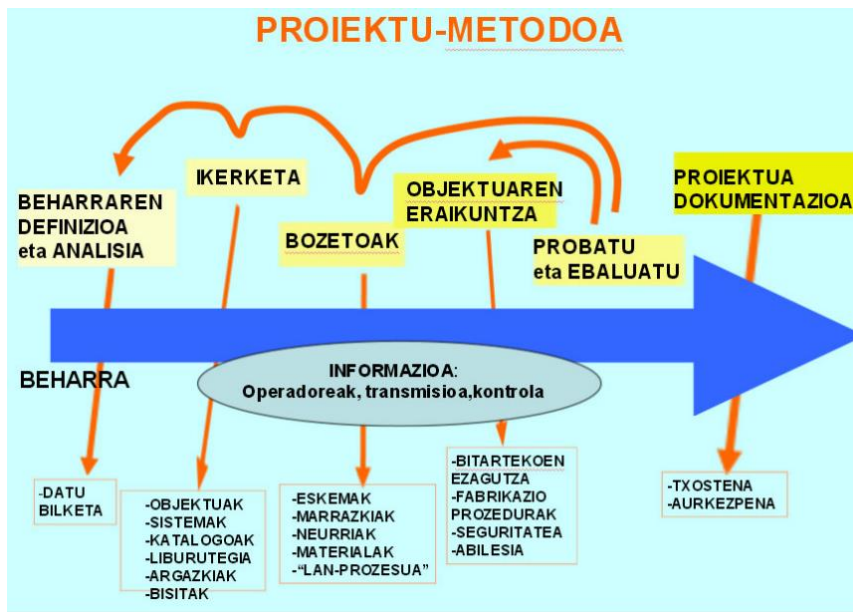 PROIEKTU-METODOA
BEHARRAREN
DEFINIZIOA
eta ANALISIA
IKERKETA
BOZETOAK
OBJEKTUAREN
ERAIKUNTZA
PROBATU
eta EBALUATU
PROIEKTUA
DOKUMENTAZIOA
BEHARRA
INFORMAZIOA:
Operadoreak, transmisioa,kontrola
-DATU
BILKETA
-OBJEKTUAK
-SISTEMAK
-KATALOGOAK
-LIBURUTEGIA
-ARGAZKIAK
-BISITAK
-ESKEMAK
-MARRAZKIAK
-NEURRIAK
-MATERIALAK
-“LAN-PROZESUA”
-BITARTEKOEN
EZAGUTZA
-FABRIKAZIO
PROZEDURAK
-SEGURITATEA
-ABILESIA
-TXOSTENA
-AURKEZPENA